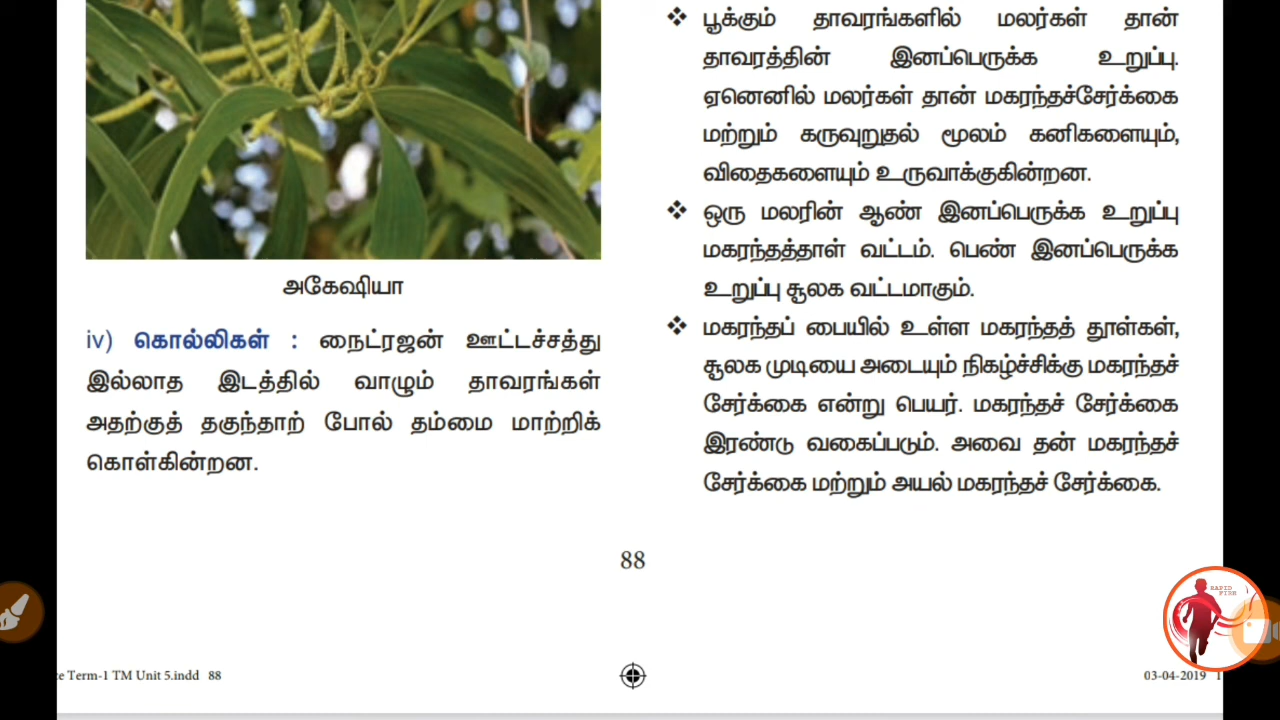 அகேஷியா
iv) கொல்லிகள் : நைட்ரஜன் ஊட்டச்சத்து
இல்லாத இடத்தில் வாழும் தாவரங்கள்
அதற்குத் தகுந்தாற் போல் தம்மை மாற்றிக்
கொள்கின்றன.
❖ பூக்கும் தாவரங்களில் மலர்கள் தான்
தாவரத்தின் இனப்பெருக்க உறுப்பு.
ஏனெனில் மலர்கள் தான் மகரந்தச்சேர்க்கை
மற்றும் கருவுறுதல் மூலம் கனிகளையும்,
விதைகளையும் உருவாக்குகின்றன.
❖ ஒரு மலரின் ஆண் இனப்பெருக்க உறுப்பு
மகரந்தத்தாள் வட்டம். பெண் இனப்பெருக்க
உறுப்பு சூலக வட்டமாகும்.
❖ மகரந்தப் பையில் உள்ள மகரந்தத் தூள்கள்,
சூலக முடியை அடையும் நிகழ்ச்சிக்கு மகரந்தச்
சேர்க்கை என்று பெயர். மகரந்தச் சேர்க்கை
இரண்டு வகைப்படும். அவை தன் மகரந்தச்
சேர்க்கை மற்றும் அயல் மகரந்தச் சேர்க்கை.
88
RAPID
FIRE
Term-1 TM Unit 5.indd 88
03-04-2019